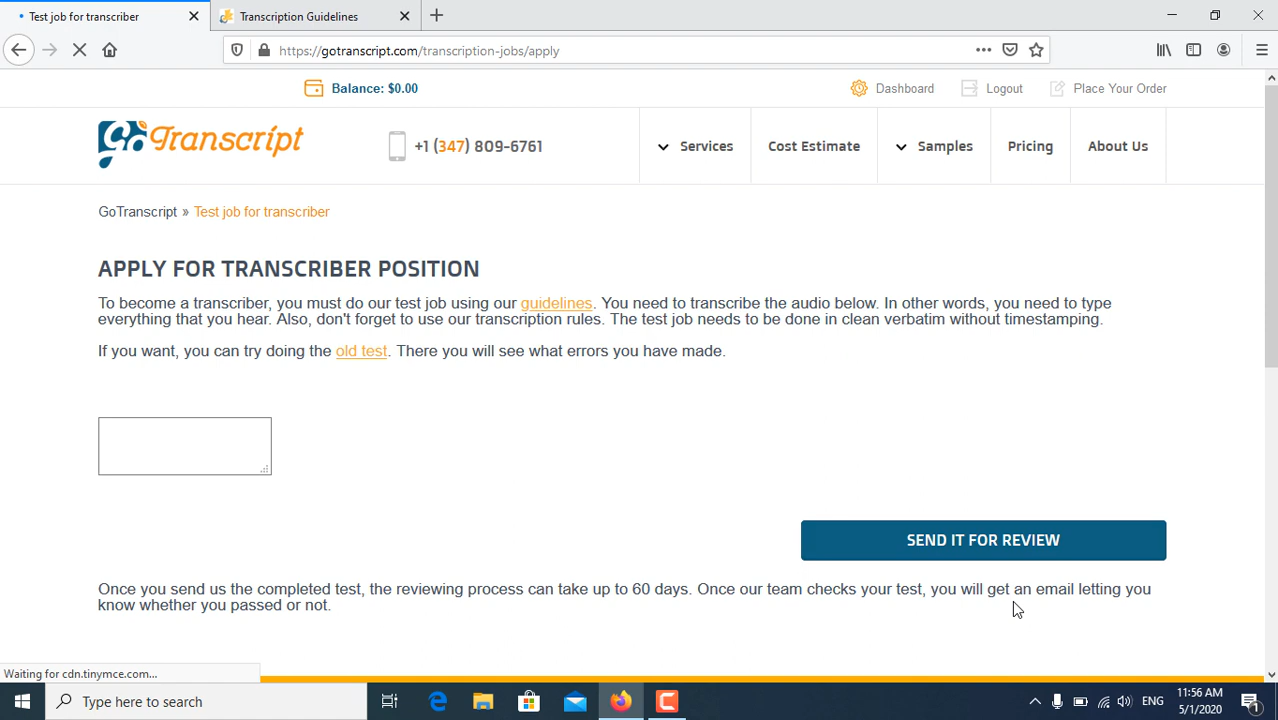 Test job for transcriber
Transcription Guidelines
https://gotranscript.com/transcription-jobs/apply
Balance: $0.00
Dashboard
Logout
Place Your Order
GoTranscript
+1 (347) 809-6761
Services
Cost Estimate
Samples
Pricing
About Us
GoTranscript » Test job for transcriber
APPLY FOR TRANSCRIBER POSITION
To become a transcriber, you must do our test job using our guidelines. You need to transcribe the audio below. In other words, you need to type
everything that you hear. Also, don't forget to use our transcription rules. The test job needs to be done in clean verbatim without timestamping.
If you want, you can try doing the old test. There you will see what errors you have made.
SEND IT FOR REVIEW
Once you send us the completed test, the reviewing process can take up to 60 days. Once our team checks your test, you will get an email letting you
know whether you passed or not.
Waiting for cdn.tinymce.com...
Type here to search
ENG
11:56 AM
5/1/2020
1